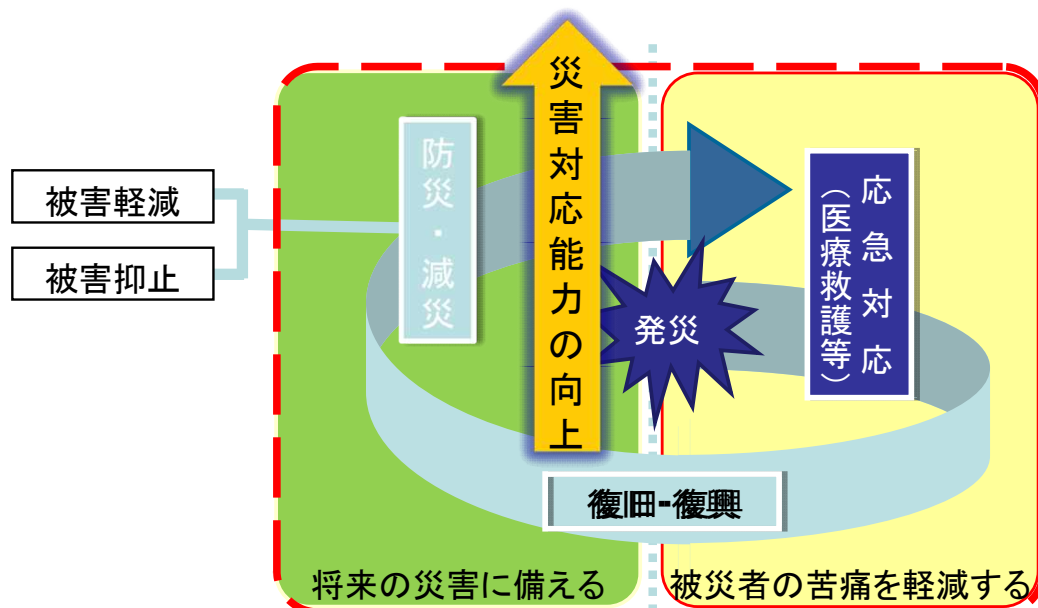 被害軽減
被害抑止
防災・減災
災害対応能力の向上
発災
応急対応
（医療救護等）
復旧・復興
将来の災害に備える
被災者の苦痛を軽減する